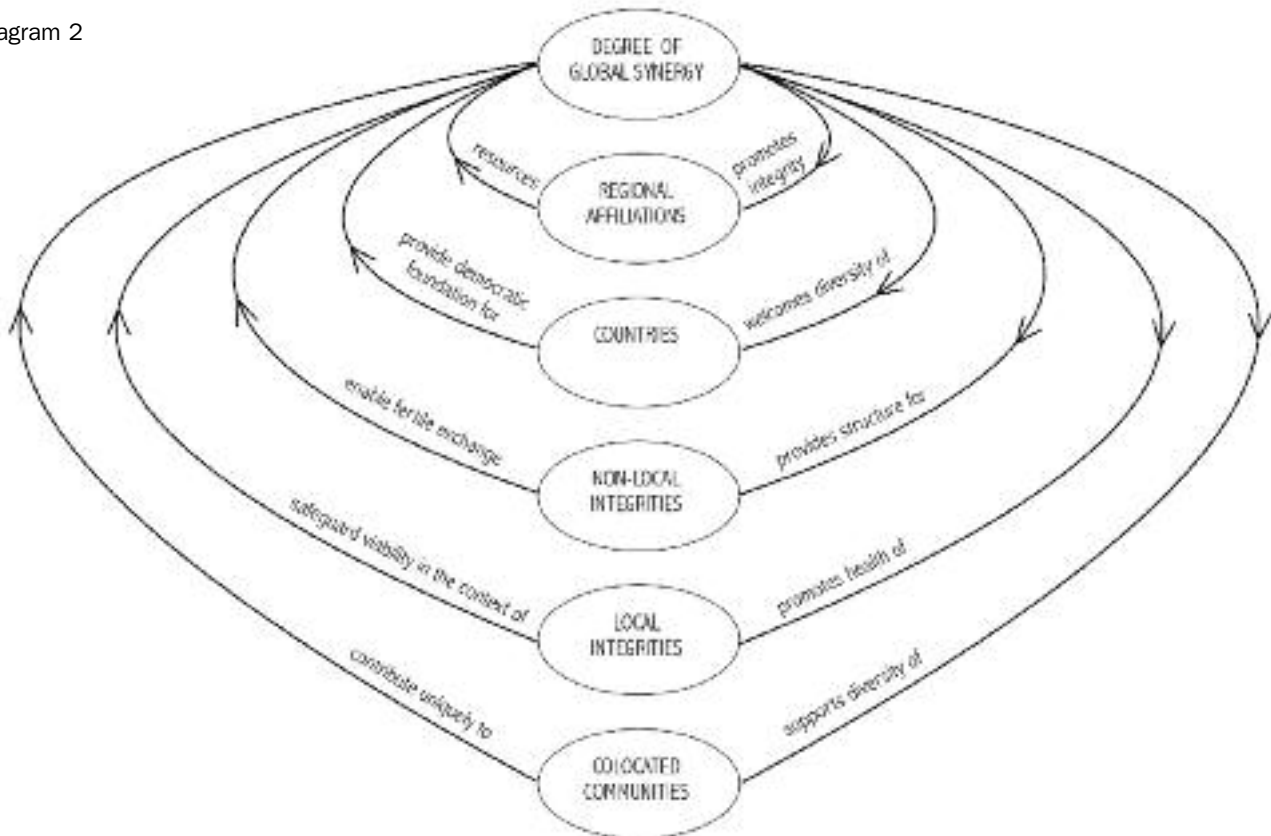 agram 2
DEGREE OF
GLOBAL SYNERGY
resources
promotes
integrity
REGIONAL
AFFILIATIONS
provide democratic
foundation for
welcomes diversity of
COUNTRIES
enable fertile exchange
provides structure for
NON-LOCAL
INTEGRITIES
safeguard viability in the context of
promotes health of
LOCAL
INTEGRITIES
contribute uniquely to
supports diversity of
COLOCATED
COMMUNITIES